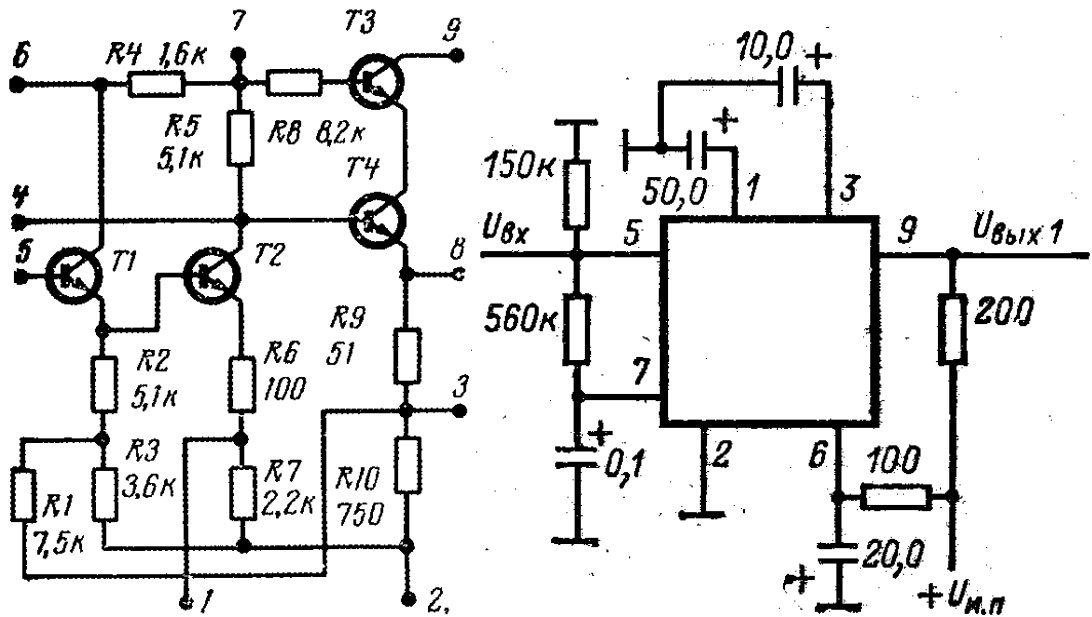 7
T3
9
6
R4 1,6к
R5
5,1к
R8 8,2к
T4
4
5
T1
T2
8
R9
51
R2
5,1к
R6
100
3
R3
3,6к
R7
2,2к
R10
750
R1
7,5к
1
2.
10,0 +
+
150к
50,0
1
3
Uвх
5
9
Uвых 1
560к
200
7
+
0,1
2
6
100
20,0
+
+Uи.п